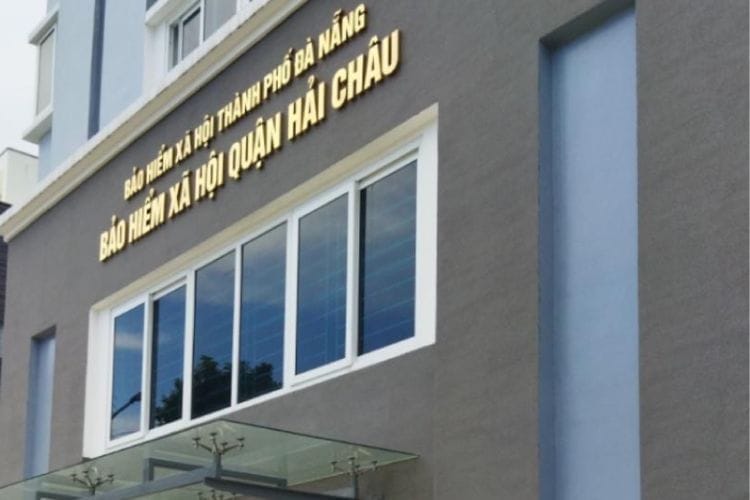 BẢO HIỂM XÃ HỘI THÀNH PHỐ ĐÀ NẴNG
BẢO HIỂM XÃ HỘI QUẬN HẢI CHÂU